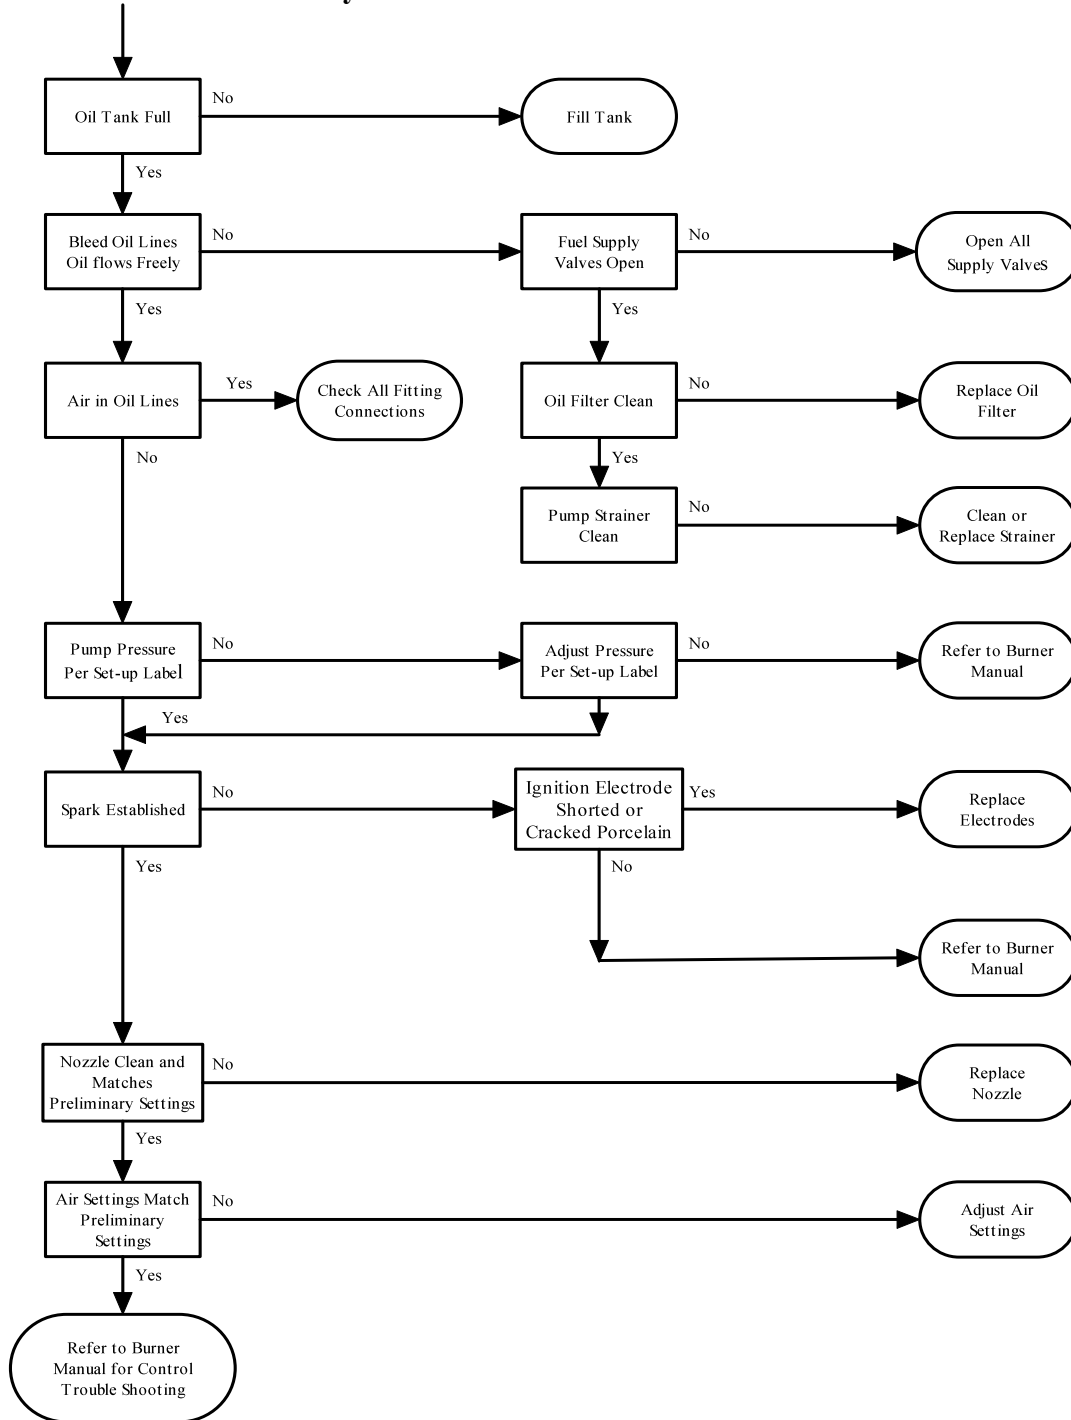 Oil Tank Full
No
Fill Tank
Yes
Bleed Oil Lines
Oil flows Freely
No
Fuel Supply
Valves Open
No
Open All
Supply Valves
Yes
Yes
Air in Oil Lines
Yes
Check All Fitting
Connections
Oil Filter Clean
No
Replace Oil
Filter
No
Yes
Pump Strainer
Clean
No
Clean or
Replace Strainer
Pump Pressure
Per Set-up Label
No
Adjust Pressure
Per Set-up Label
No
Refer to Burner
Manual
Yes
Spark Established
No
Ignition Electrode
Shorted or
Cracked Porcelain
Yes
Replace
Electrodes
Yes
No
Refer to Burner
Manual
Nozzle Clean and
Matches
Preliminary Settings
No
Replace
Nozzle
Yes
Air Settings Match
Preliminary
Settings
No
Adjust Air
Settings
Yes
Refer to Burner
Manual for Control
Trouble Shooting